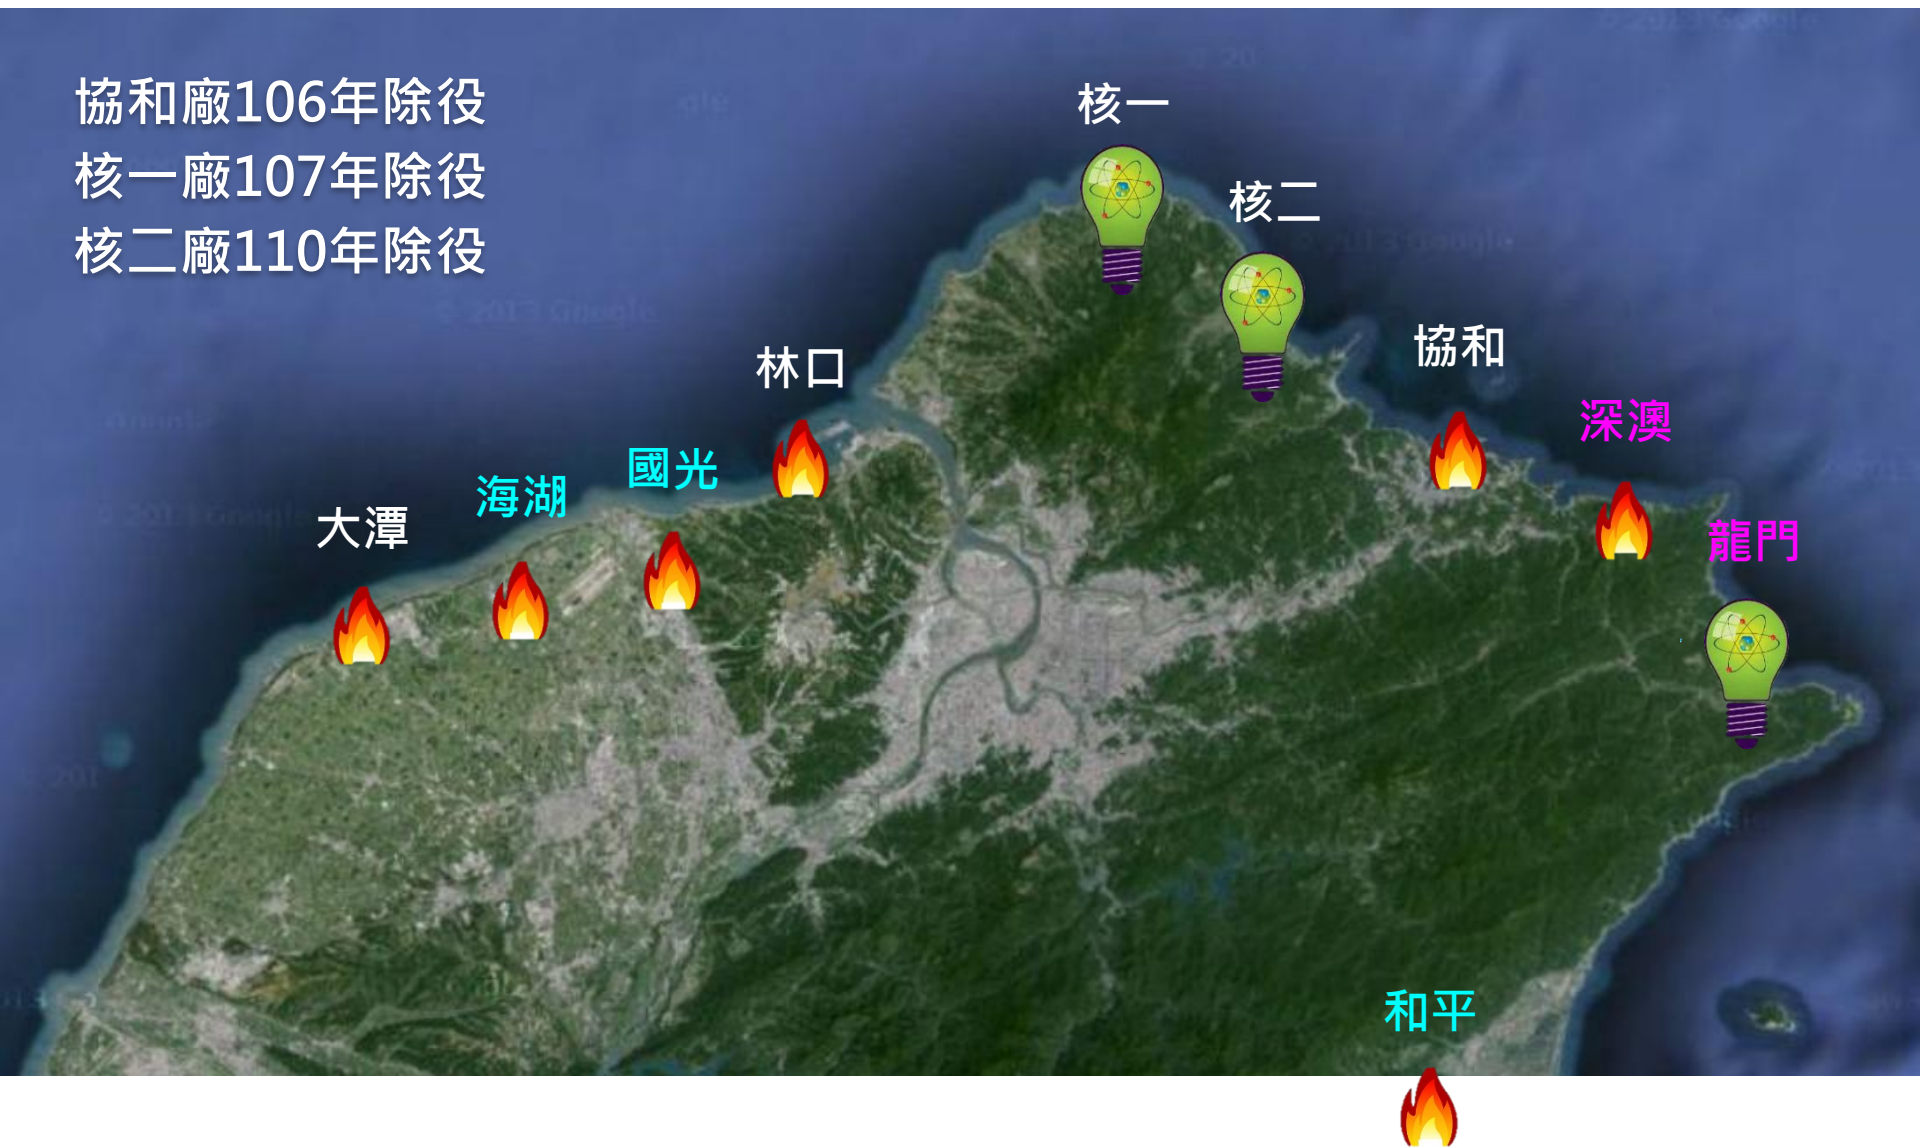 協和廠106年除役
核一廠107年除役
核二廠110年除役
核一
核二
協和
林口
深澳
國光
海湖
大潭
龍門
和平
© 2013 Google